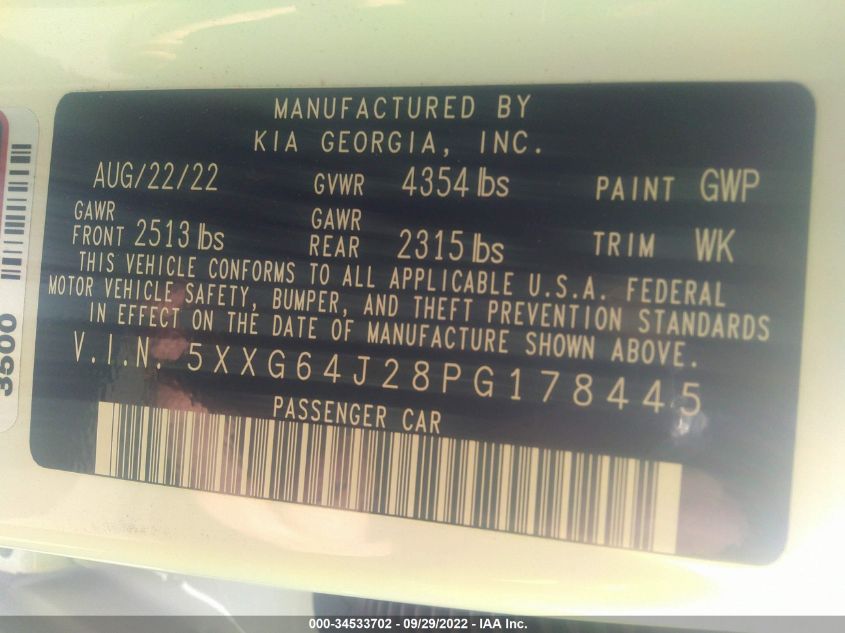 MANUFACTURED BY
KIA GEORGIA, INC.
AUG/22/22 GVWR 4354 lbs PAINT GWP
GAWR FRONT 2513 lbs GAWR REAR 2315 lbs TRIM WK
THIS VEHICLE CONFORMS TO ALL APPLICABLE U.S.A. FEDERAL
MOTOR VEHICLE SAFETY, BUMPER, AND THEFT PREVENTION STANDARDS
IN EFFECT ON THE DATE OF MANUFACTURE SHOWN ABOVE.
V.I.N. 5XXG64J28PG178445
PASSENGER CAR
3500
000-34533702 - 09/29/2022 - IAA Inc.